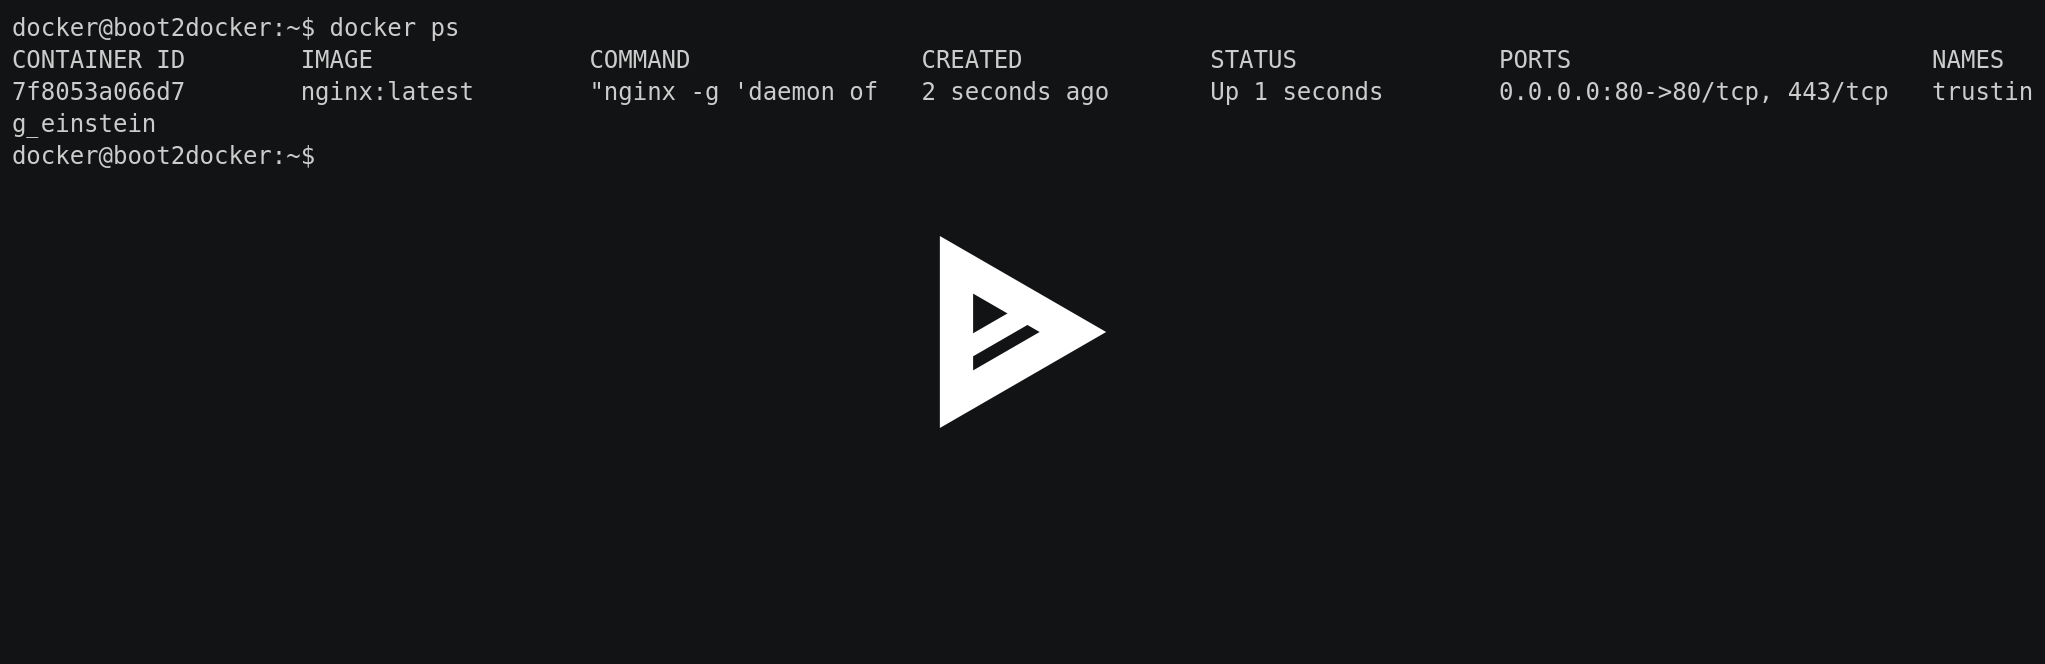 docker@boot2docker:~$ docker ps
CONTAINER ID        IMAGE               COMMAND                CREATED             STATUS              PORTS                         NAMES
7f8053a066d7        nginx:latest        "nginx -g 'daemon of   2 seconds ago       Up 1 seconds        0.0.0.0:80->80/tcp, 443/tcp   trustin
g_einstein
docker@boot2docker:~$